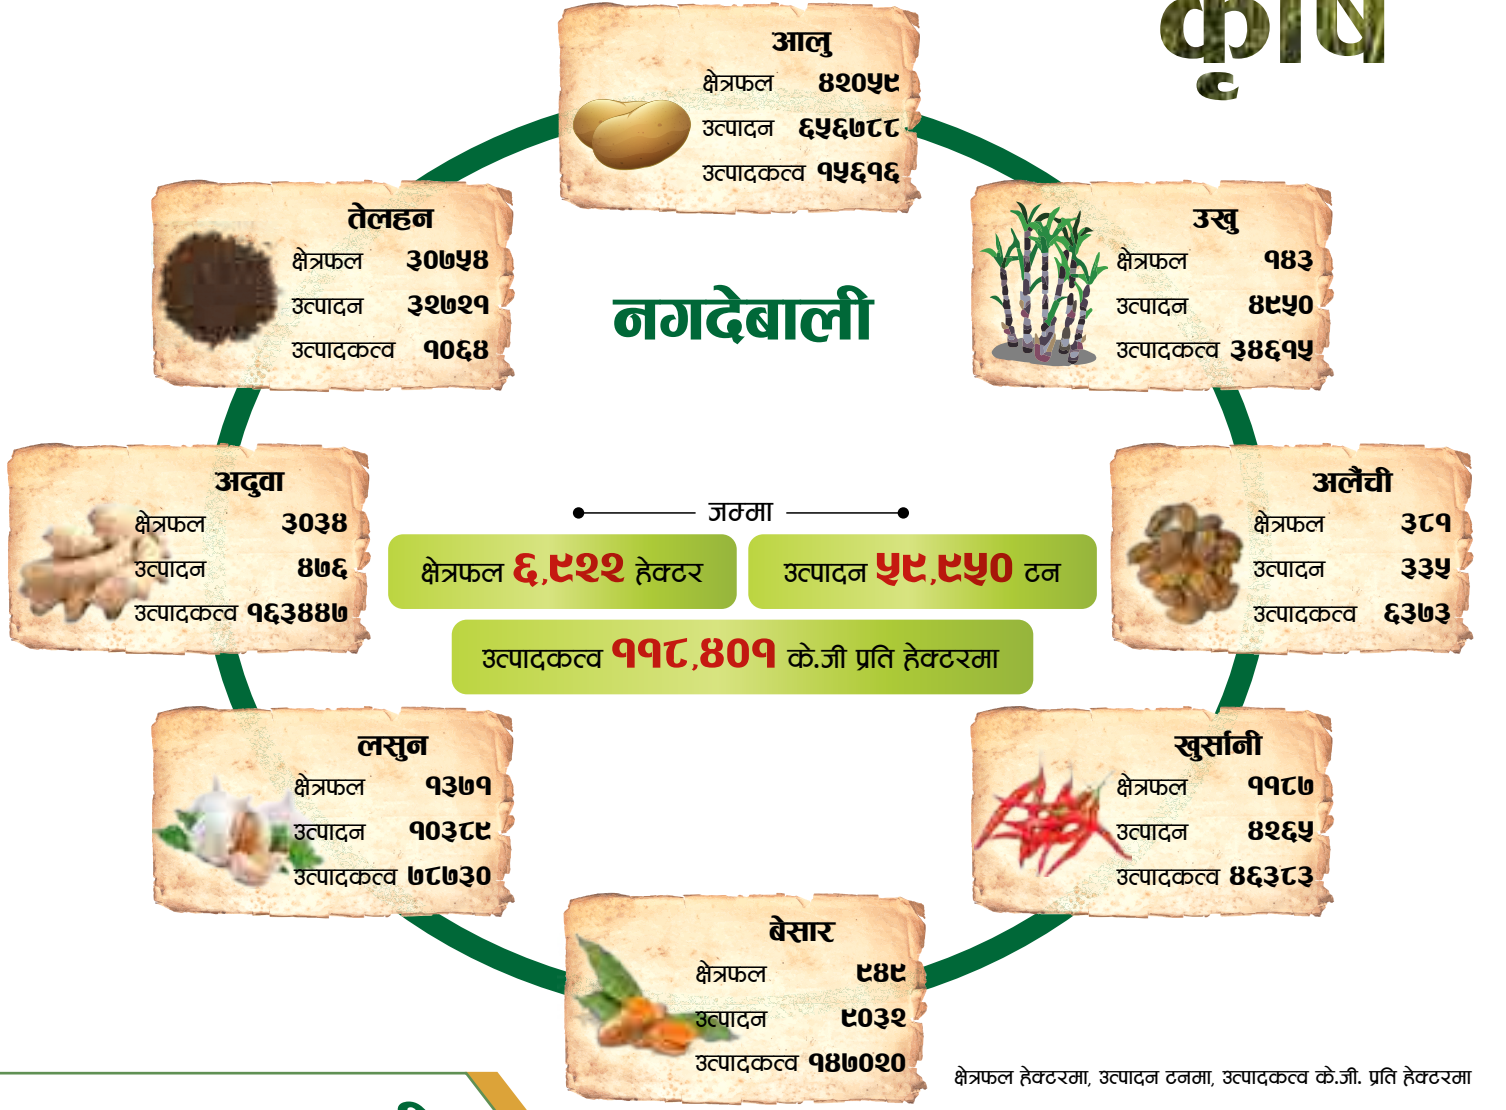 कृषि
आलु
क्षेत्रफल ४२०५९
उत्पादन ६५६७८८
उत्पादकत्व १५६१६
तेलहन
क्षेत्रफल ३०७५४
उत्पादन ३२७२१
उत्पादकत्व १०६४
उखु
क्षेत्रफल १४३
उत्पादन ४९५०
उत्पादकत्व ३४६१५
नगदेबाली
अदुवा
क्षेत्रफल ३०३४
उत्पादन ४७६
उत्पादकत्व १६३४४७
जम्मा
क्षेत्रफल ६,९२२ हेक्टर
उत्पादन ५९,९५० टन
उत्पादकत्व ११८,४०१ के.जी प्रति हेक्टरमा
अलैंची
क्षेत्रफल ३८१
उत्पादन ३३५
उत्पादकत्व ६३७३
लसुन
क्षेत्रफल १३७१
उत्पादन १०३८९
उत्पादकत्व ७८७३०
खुर्सानी
क्षेत्रफल ११८७
उत्पादन ४२६५
उत्पादकत्व ४६३८३
बेसार
क्षेत्रफल ९४९
उत्पादन ९०३२
उत्पादकत्व १४७०२०
क्षेत्रफल हेक्टरमा, उत्पादन टनमा, उत्पादकत्व के.जी. प्रति हेक्टरमा